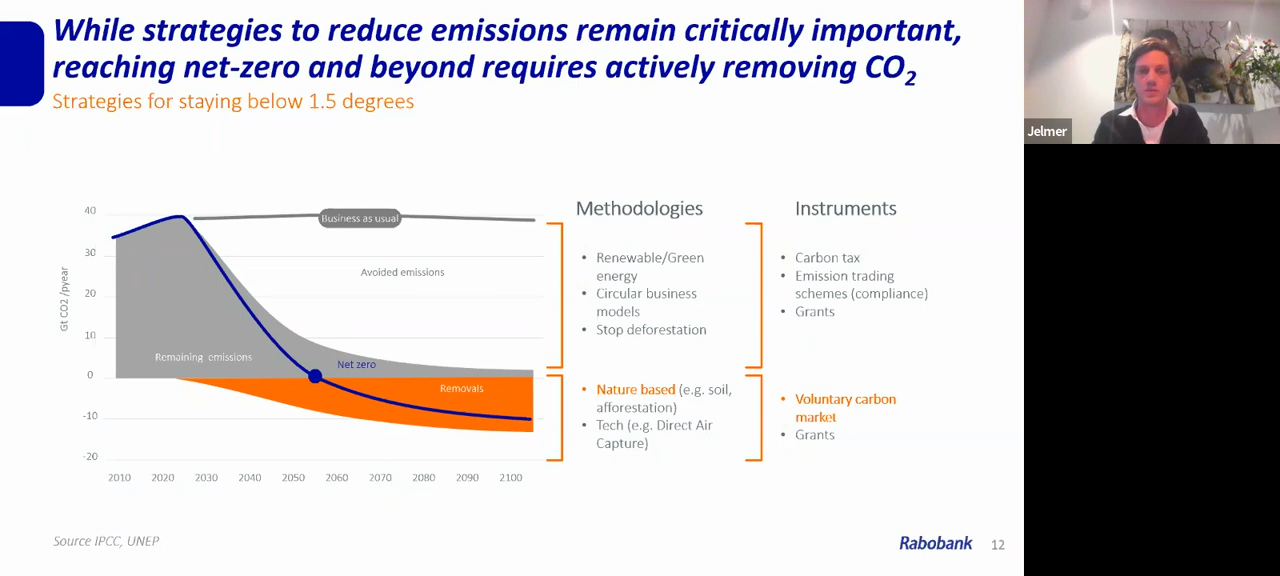 While strategies to reduce emissions remain critically important,
reaching net-zero and beyond requires actively removing CO2
Strategies for staying below 1.5 degrees
Jelmer
Gt CO2 /pyear
40
30
20
10
0
-10
-20
Business as usual
Avoided emissions
Remaining emissions
Net zero
Removals
2010 2020 2030 2040 2050 2060 2070 2080 2090 2100
Methodologies
• Renewable/Green
energy
• Circular business
models
• Stop deforestation
• Nature based (e.g. soil,
afforestation)
• Tech (e.g. Direct Air
Capture)
Instruments
• Carbon tax
• Emission trading
schemes (compliance)
• Grants
• Voluntary carbon
market
• Grants
Source IPCC, UNEP
Rabobank 12